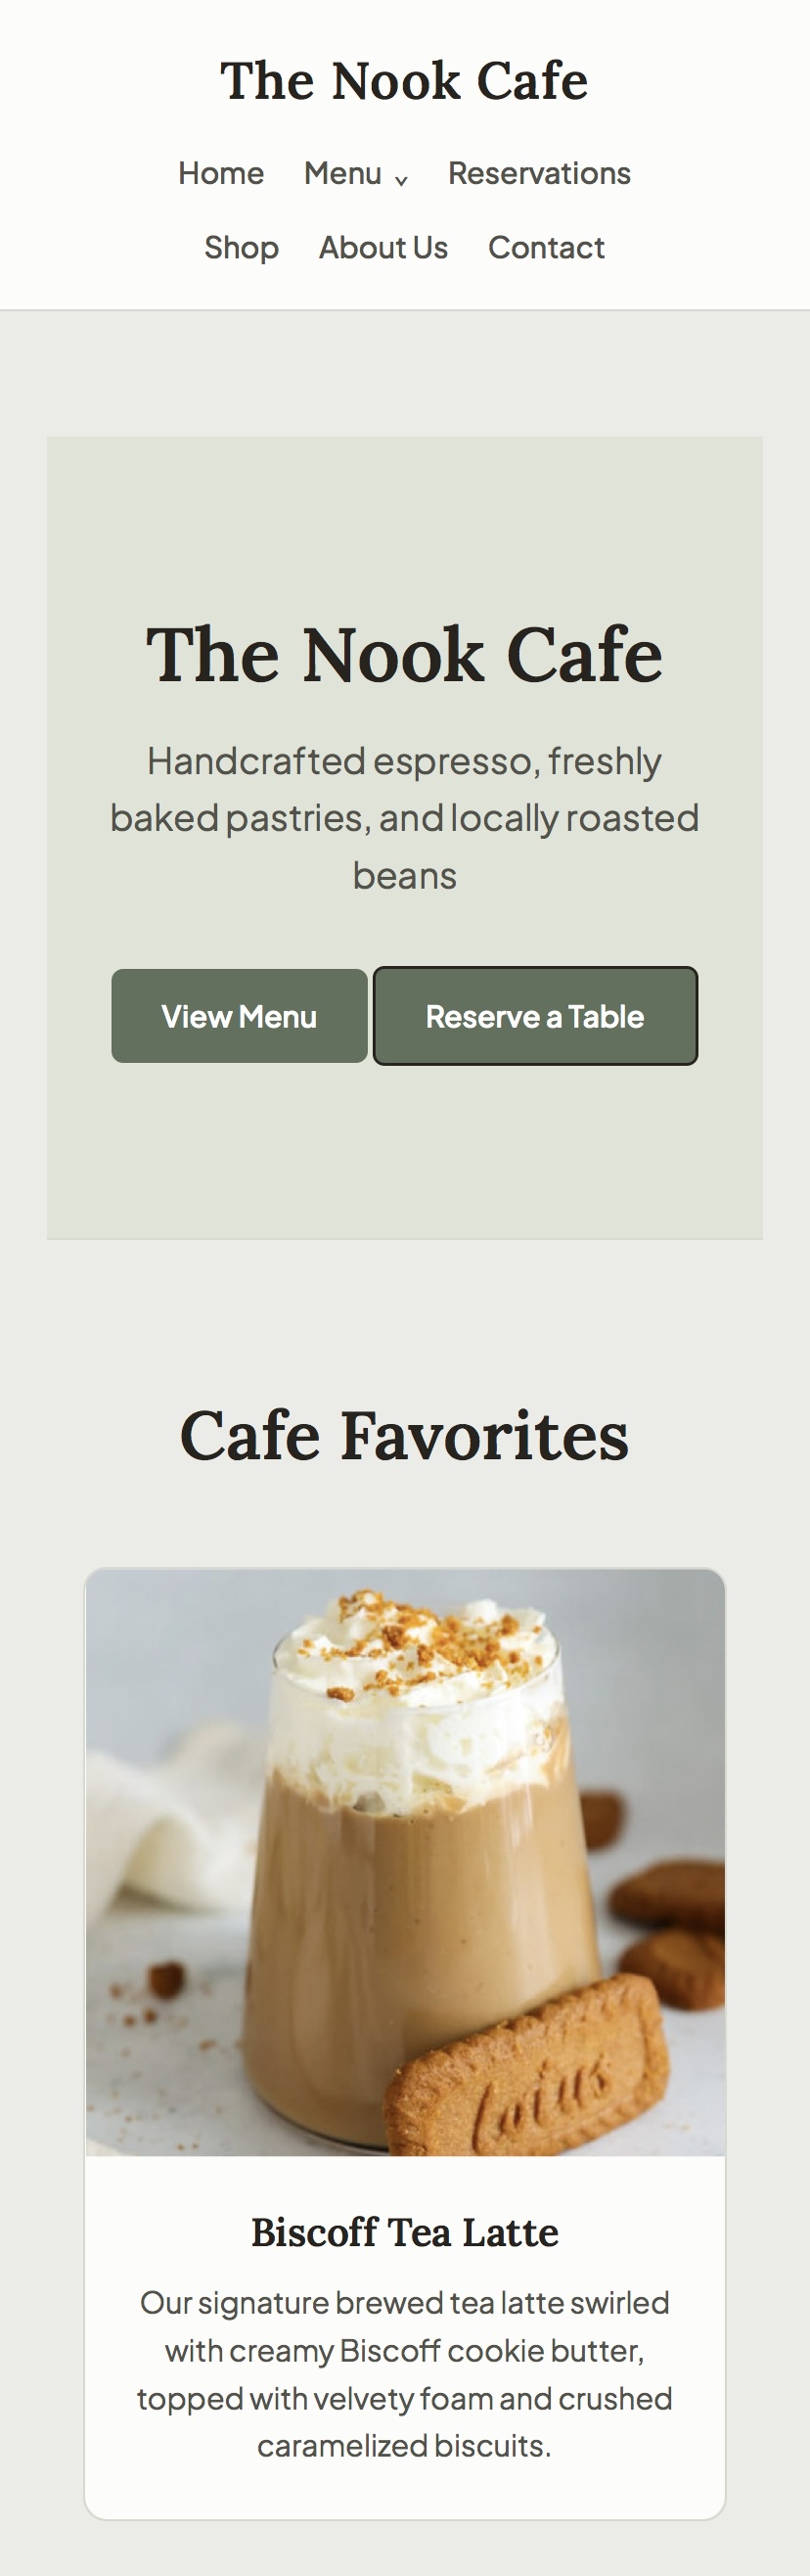 The Nook Cafe
Home Menu Reservations
Shop About Us Contact
The Nook Cafe
Handcrafted espresso, freshly
baked pastries, and locally roasted
beans
View Menu Reserve a Table
Cafe Favorites
lotus
Biscoff Tea Latte
Our signature brewed tea latte swirled
with creamy Biscoff cookie butter,
topped with velvety foam and crushed
caramelized biscuits.